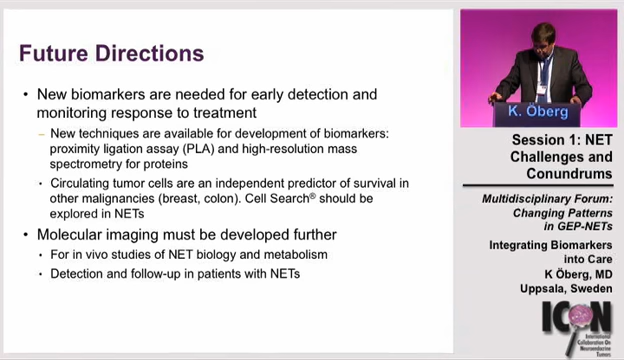 Future Directions
• New biomarkers are needed for early detection and
monitoring response to treatment
– New techniques are available for development of biomarkers:
proximity ligation assay (PLA) and high-resolution mass
spectrometry for proteins
• Circulating tumor cells are an independent predictor of survival in
other malignancies (breast, colon). Cell Search® should be
explored in NETs
• Molecular imaging must be developed further
• For in vivo studies of NET biology and metabolism
• Detection and follow-up in patients with NETs
K. Öberg
Session 1: NET
Challenges and
Conundrums
Multidisciplinary Forum:
Changing Patterns
in GEP-NETs
Integrating Biomarkers
into Care
K Öberg, MD
Uppsala, Sweden
ICON
International
Collaboration On
Neuroendocrine
Tumors